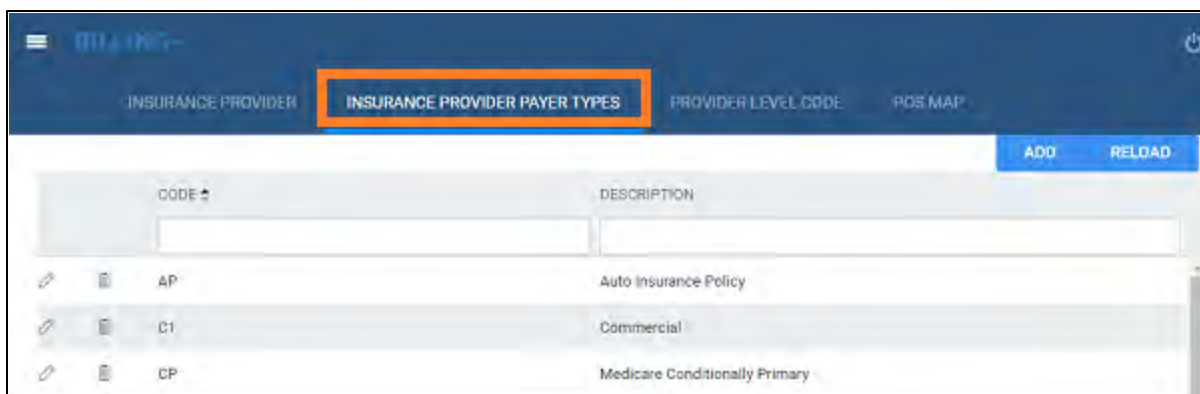 BILLING
INSURANCE PROVIDER INSURANCE PROVIDER PAYER TYPES PROVIDER LEVEL CODE POS MAP
ADD RELOAD
CODE DESCRIPTION
AP Auto Insurance Policy
C1 Commercial
CP Medicare Conditionally Primary